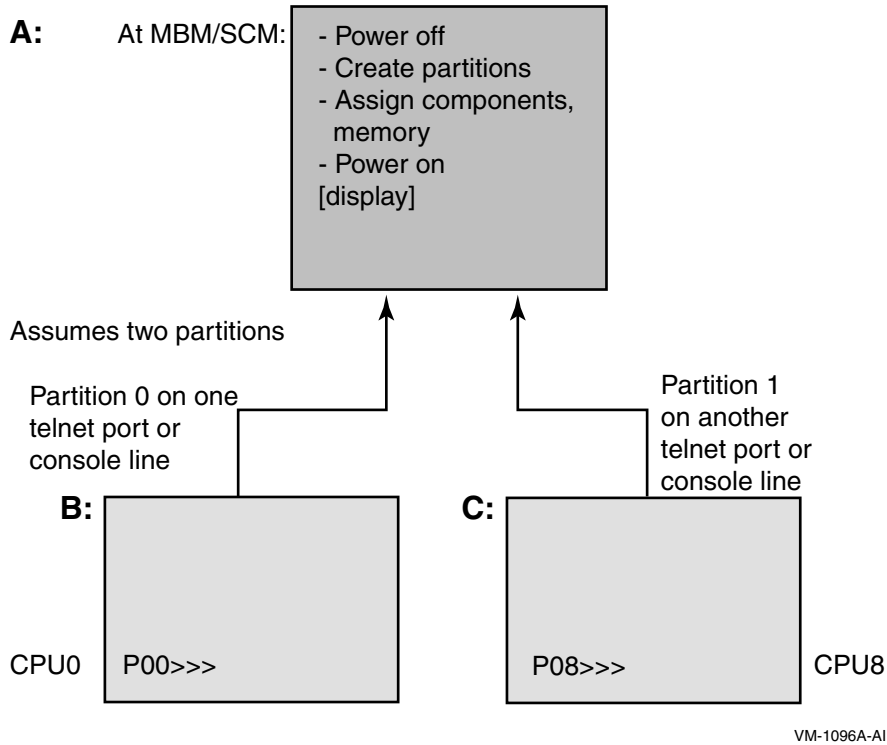 A:
At MBM/SCM:
- Power off
- Create partitions
- Assign components,
memory
- Power on
[display]
Assumes two partitions
Partition 0 on one
telnet port or
console line
Partition 1
on another
telnet port or
console line
B:
C:
CPU0
P00>>>
P08>>>
CPU8
VM-1096A-AI